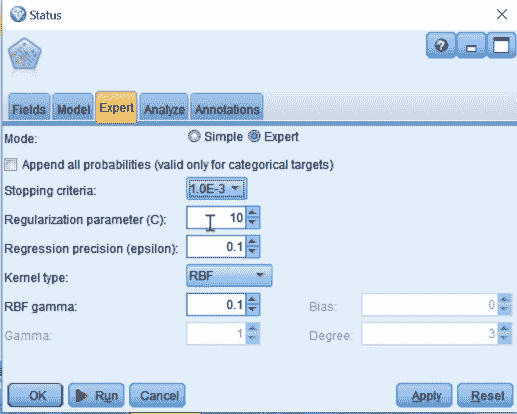 Status
Fields Model Expert Analyze Annotations
Mode: Simple Expert
Append all probabilities (valid only for categorical targets)
Stopping criteria: 1.0E-3
Regularization parameter (C): 10
Regression precision (epsilon): 0.1
Kernel type: RBF
RBF gamma: 0.1 Bias: 0
Gamma: 1 Degree: 3
OK Run Cancel Apply Reset